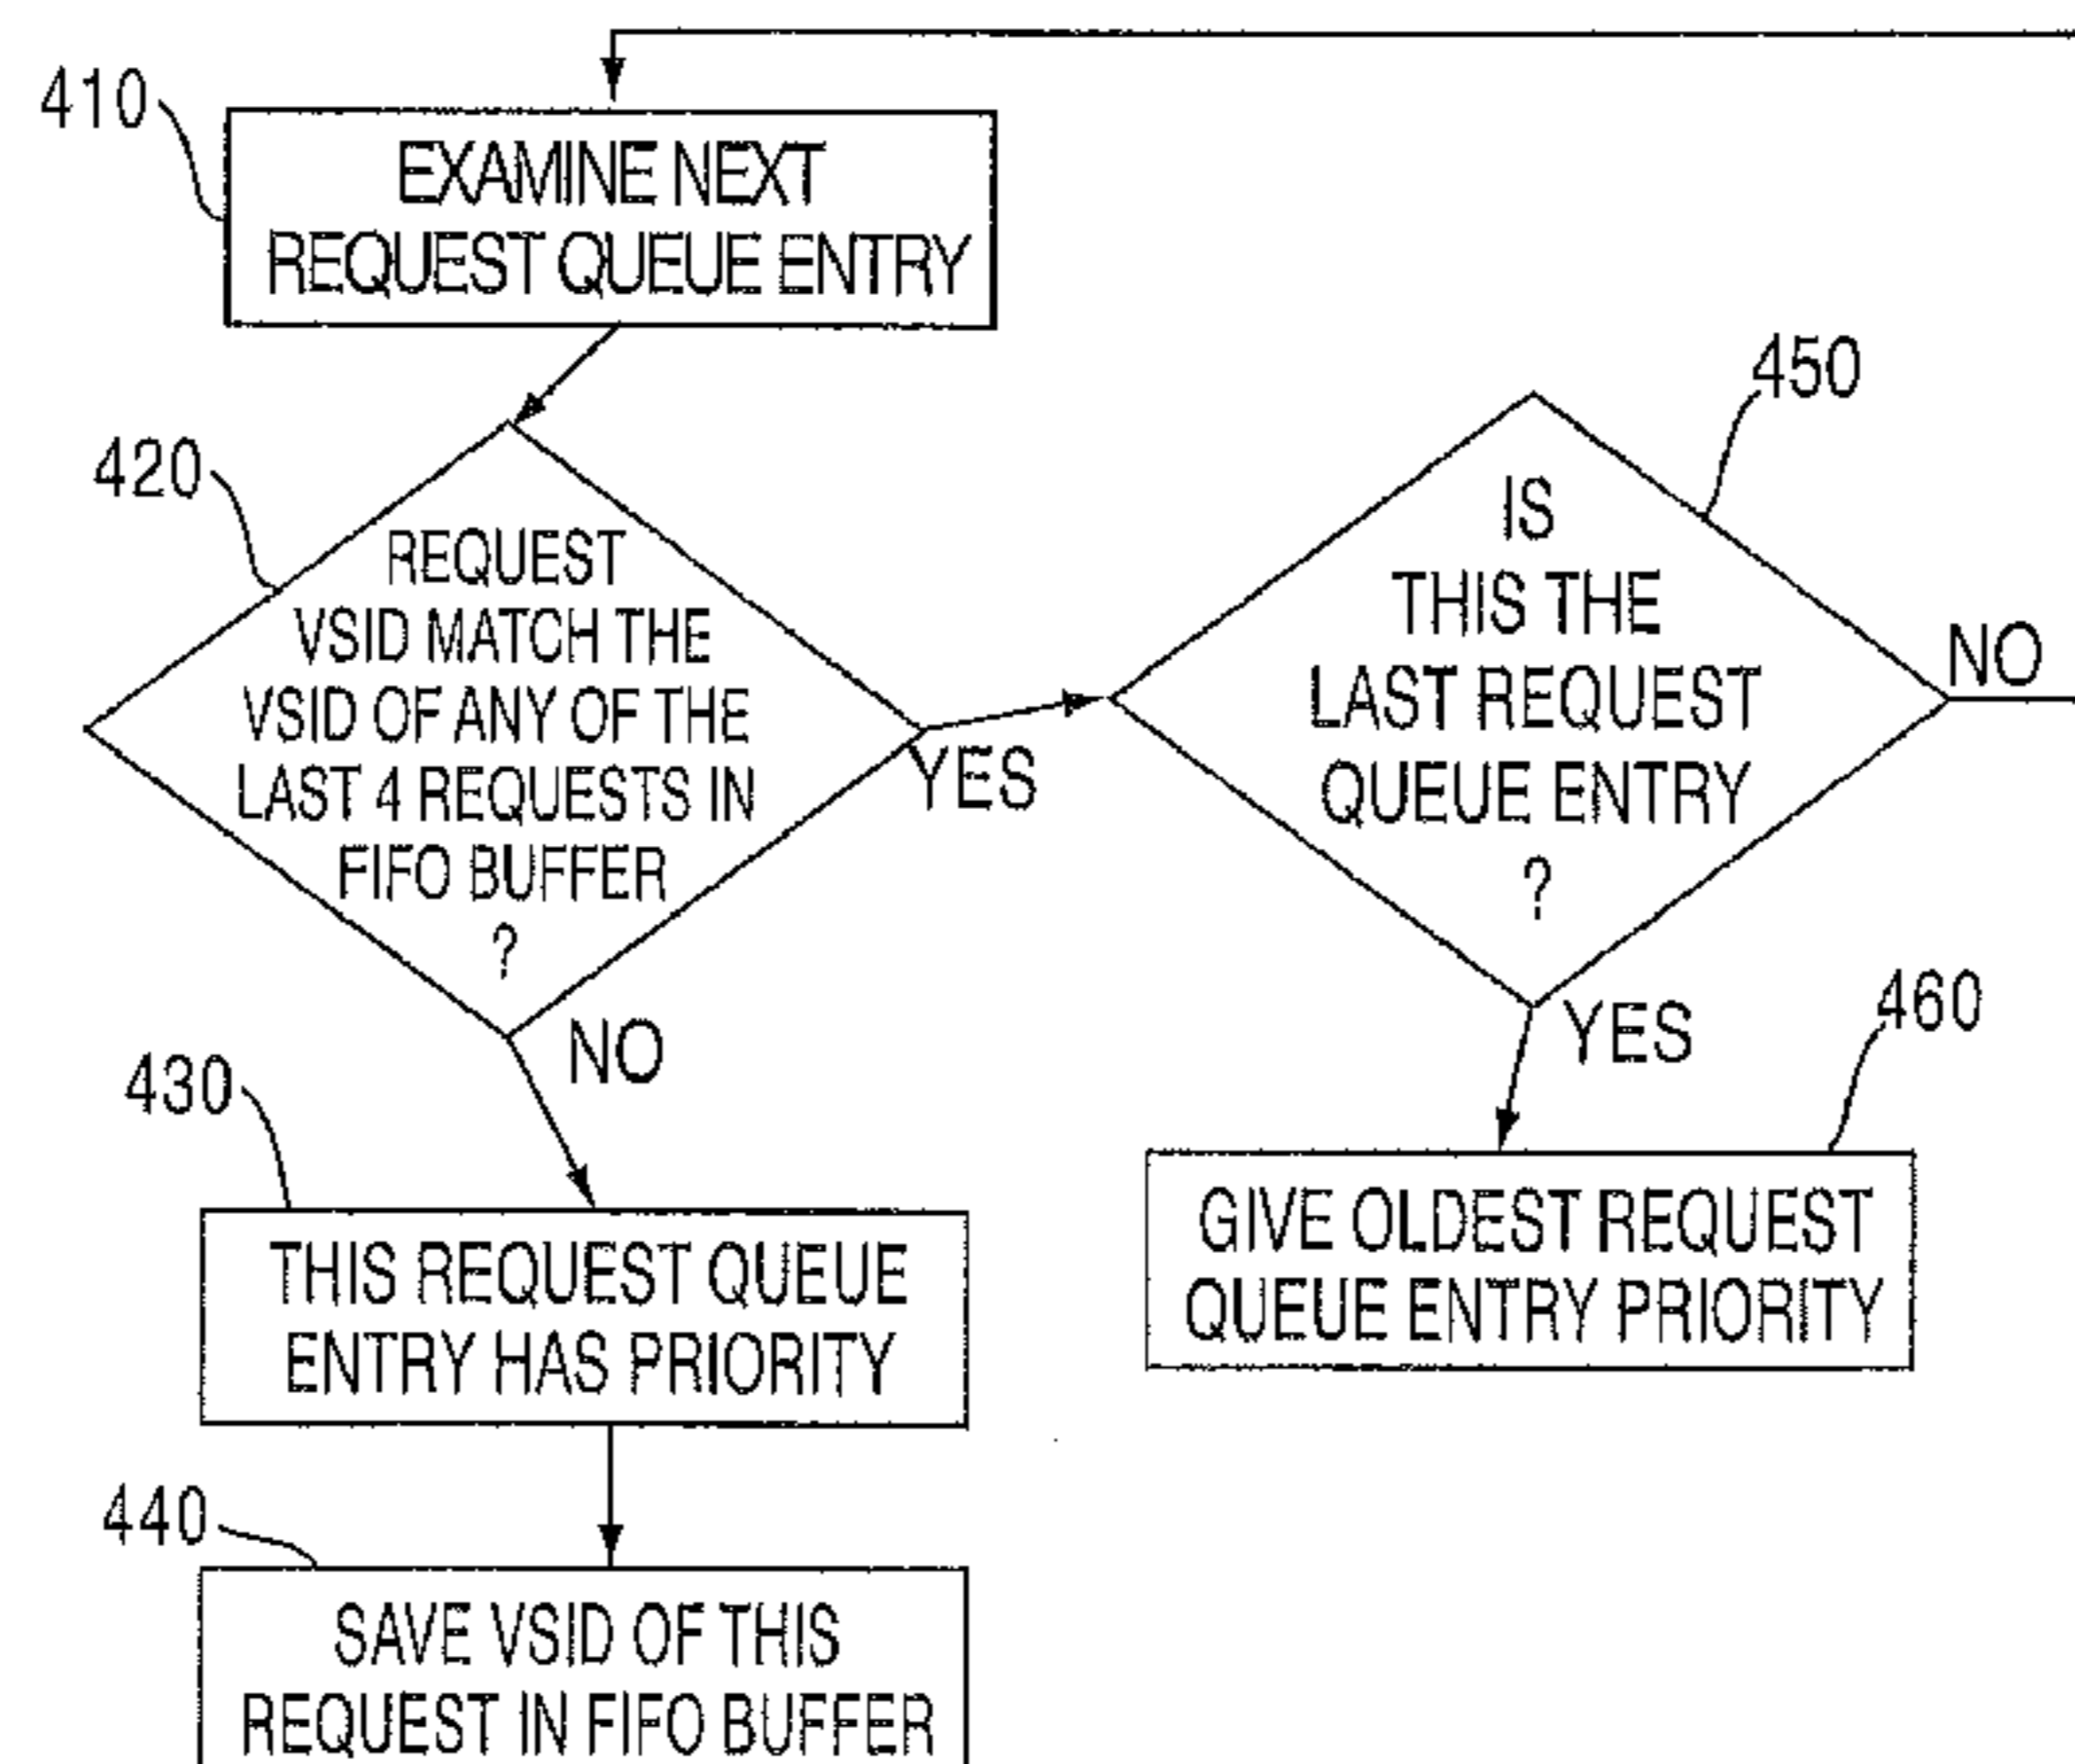 410
EXAMINE NEXT
REQUEST QUEUE ENTRY
420
REQUEST
VSID MATCH THE
VSID OF ANY OF THE
LAST 4 REQUESTS IN
FIFO BUFFER
?
YES
NO
450
IS
THIS THE
LAST REQUEST
QUEUE ENTRY
?
NO
YES
430
THIS REQUEST QUEUE
ENTRY HAS PRIORITY
460
GIVE OLDEST REQUEST
QUEUE ENTRY PRIORITY
440
SAVE VSID OF THIS
REQUEST IN FIFO BUFFER